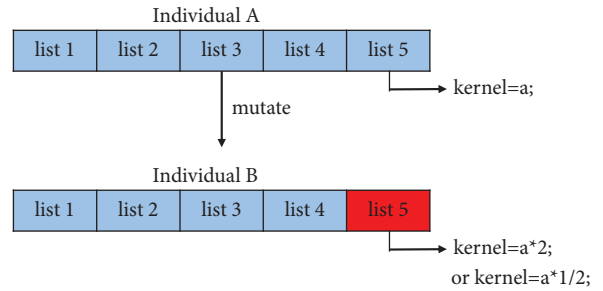 Individual A
list 1 list 2 list 3 list 4 list 5
kernel=a;
mutate
Individual B
list 1 list 2 list 3 list 4 list 5
kernel=a*2;
or kernel=a*1/2;